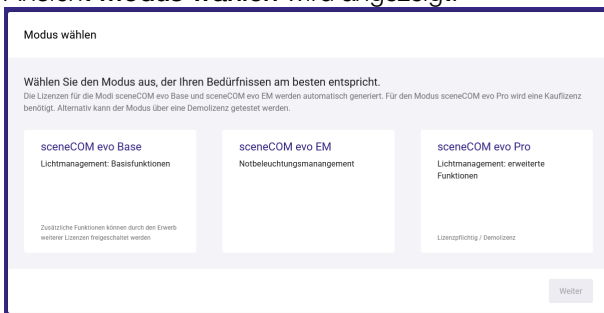 Ansicht Modus wählen wird angezeigt.
Modus wählen
Wählen Sie den Modus aus, der Ihren Bedürfnissen am besten entspricht.
Die Lizenzen für die Modi sceneCOM evo Base und sceneCOM evo EM werden automatisch generiert. Für den Modus sceneCOM evo Pro wird eine Kauflizenz
benötigt. Alternativ kann der Modus über eine Demolizenz getestet werden.
sceneCOM evo Base
Lichtmanagement: Basisfunktionen
Zusätzliche Funktionen können durch den Erwerb
weiterer Lizenzen freigeschaltet werden
sceneCOM evo EM
Notbeleuchtungsmanangement
sceneCOM evo Pro
Lichtmanagement: erweiterte
Funktionen
Lizenzpflichtig / Demolizenz
Weiter